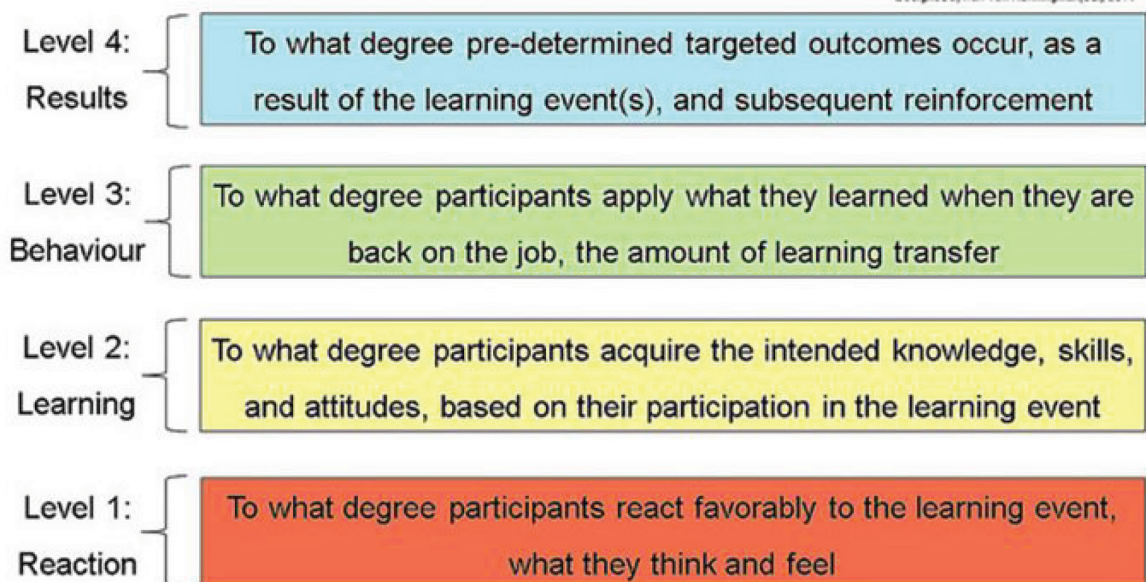 Level 4:
Results
To what degree pre-determined targeted outcomes occur, as a
result of the learning event(s), and subsequent reinforcement
Level 3:
Behaviour
To what degree participants apply what they learned when they are
back on the job, the amount of learning transfer
Level 2:
Learning
To what degree participants acquire the intended knowledge, skills,
and attitudes, based on their participation in the learning event
Level 1:
Reaction
To what degree participants react favorably to the learning event,
what they think and feel